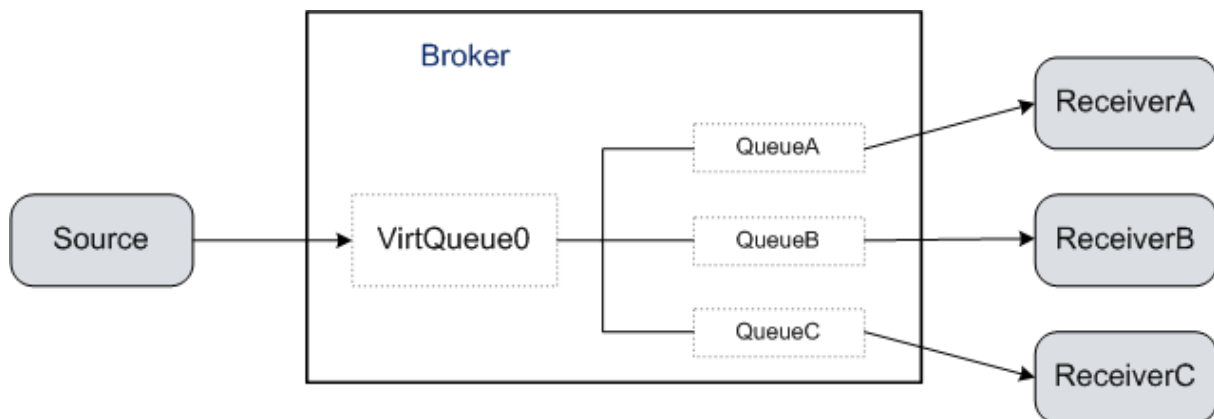 Broker
Source
VirtQueue0
QueueA
QueueB
QueueC
ReceiverA
ReceiverB
ReceiverC